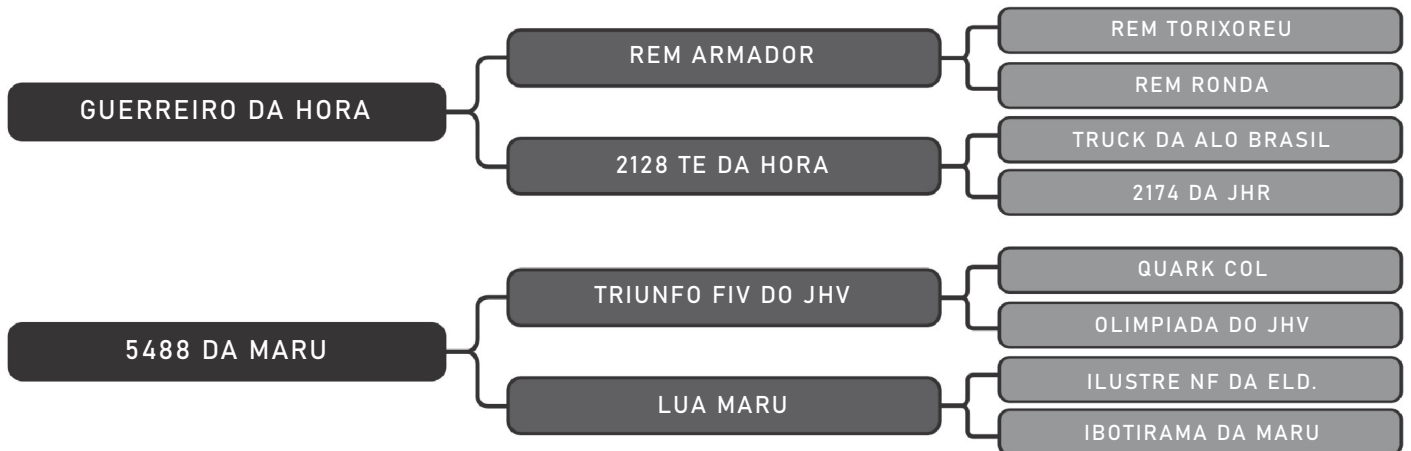 GUERREIRO DA HORA
REM ARMADOR
REM TORIXOREU
REM RONDA
2128 TE DA HORA
TRUCK DA ALO BRASIL
2174 DA JHR
5488 DA MARU
TRIUNFO FIV DO JHV
QUARK COL
OLIMPIADA DO JHV
LUA MARU
ILUSTRE NF DA ELD.
IBOTIRAMA DA MARU